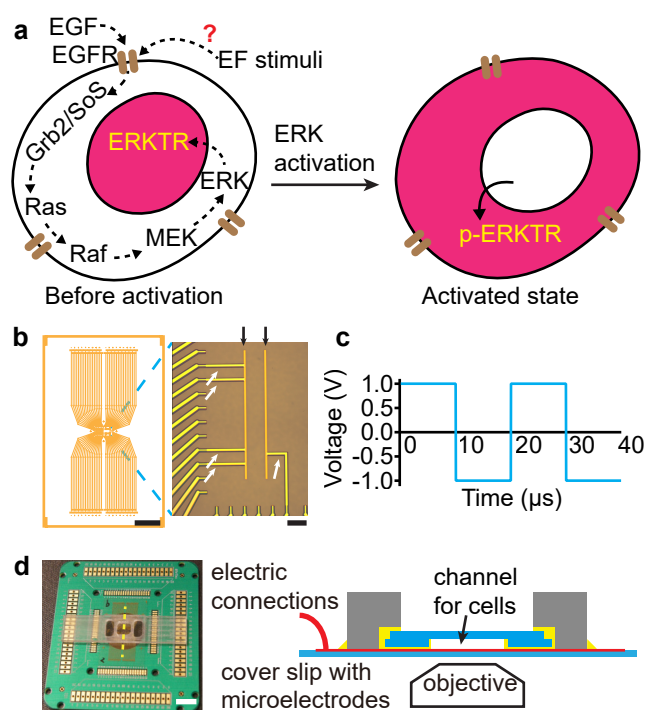 a
EGF
EGFR
?
EF stimuli
Grb2/SoS
ERKTR
ERK
Ras
Raf
MEK
Before activation
ERK
activation
p-ERKTR
Activated state
b
c
Voltage (V)
1.0
0.5
0.0
-0.5
-1.0
0 10 20 30 40
Time (µs)
d
electric
connections
cover slip with
microelectrodes
channel
for cells
objective